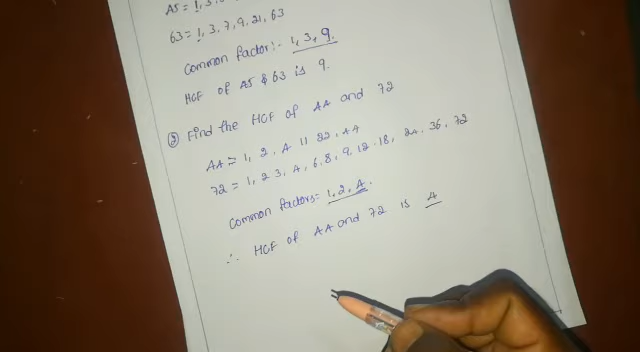 45 = 1, 3,
63 = 1, 3, 7, 9, 21, 63
Common factor:- 1, 3, 9.
HCF of 45 & 63 is 9.
② Find the HCF of 44 and 72
44 = 1, 2, 4 11 22, 44
72 = 1, 2 3, 4, 6, 8, 9, 12, 18, 24, 36, 72
Common factors= 1, 2, 4.
∴ HCF of 44 and 72 is 4